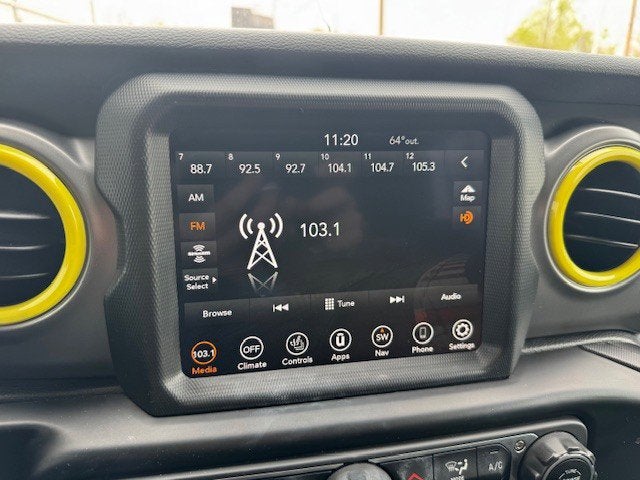 11:20 64° out.
7 8 9 10 11 12
88.7 92.5 92.7 104.1 104.7 105.3
AM
Map
FM
103.1
HD
siriusxm
Source
Select
Browse Tune Audio
103.1 OFF SW
Media Climate Controls Apps Nav Phone Settings
A/C